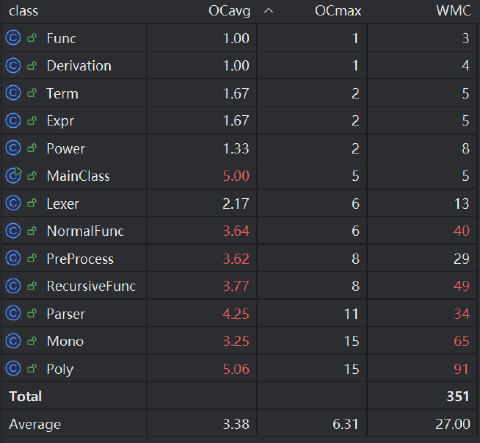 class OCavg OCmax WMC
Func 1.00 1 3
Derivation 1.00 1 4
Term 1.67 2 5
Expr 1.67 2 5
Power 1.33 2 8
MainClass 5.00 5 5
Lexer 2.17 6 13
NormalFunc 3.64 6 40
PreProcess 3.62 8 29
RecursiveFunc 3.77 8 49
Parser 4.25 11 34
Mono 3.25 15 65
Poly 5.06 15 91
Total 351
Average 3.38 6.31 27.00